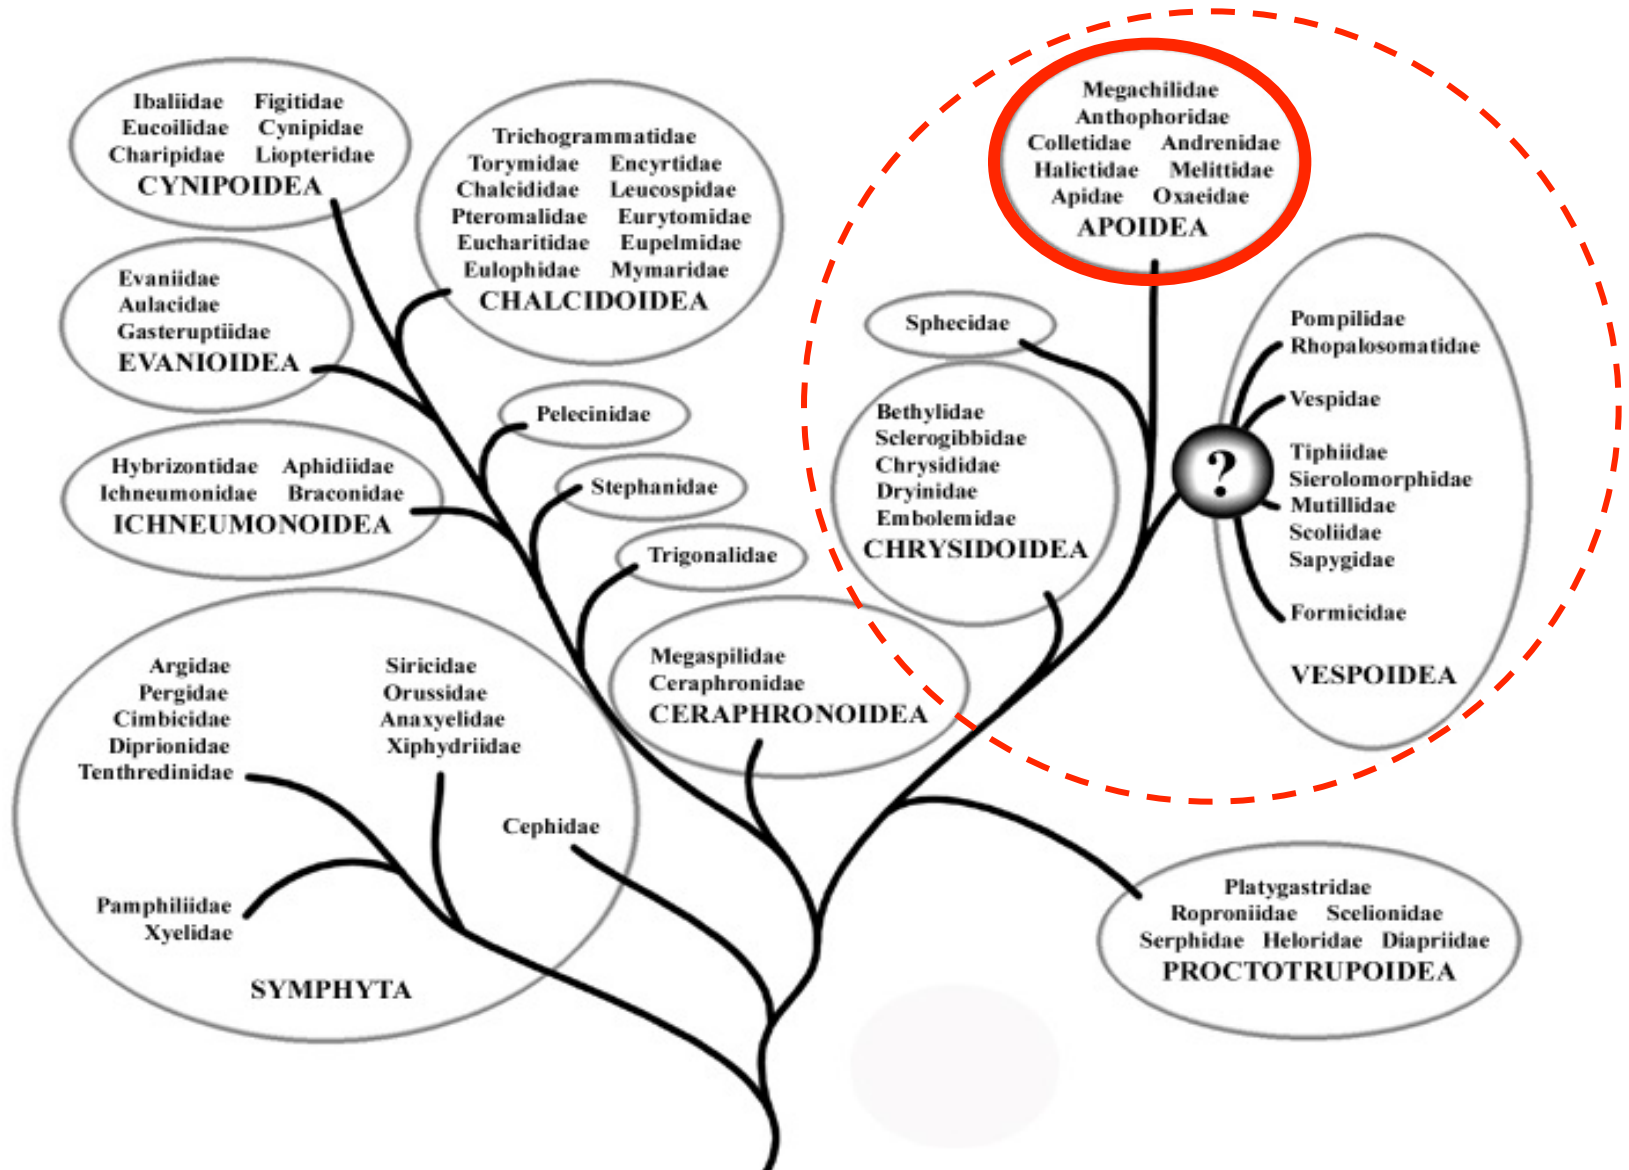 Ibaliidae Figitidae
Eucoilidae Cynipidae
Charipidae Liopteridae
CYNIPOIDEA
Trichogrammatidae
Torymidae Encyrtidae
Chalcididae Leucospidae
Pteromalidae Eurytomidae
Eucharitidae Eupelmidae
Eulophidae Mymaridae
CHALCIDOIDEA
Megachilidae
Anthophoridae
Colletidae Andrenidae
Halictidae Melittidae
Apidae Oxaeidae
APOIDEA
Evaniidae
Aulacidae
Gasteruptiidae
EVANIOIDEA
Sphecidae
Pompilidae
Rhopalosomatidae
Vespidae
Tiphiidae
Sierolomorphidae
Mutillidae
Scoliidae
Sapygidae
Formicidae
VESPOIDEA
?
Pelecinidae
Bethylidae
Sclerogibbidae
Chrysididae
Dryinidae
Embolemidae
CHRYSIDOIDEA
Hybrizontidae Aphidiidae
Ichneumonidae Braconidae
ICHNEUMONOIDEA
Stephanidae
Trigonalidae
Megaspilidae
Ceraphronidae
CERAPHRONOIDEA
Argidae
Pergidae
Cimbicidae
Diprionidae
Tenthredinidae
Siricidae
Orussidae
Anaxyelidae
Xiphydriidae
Cephidae
Pamphiliidae
Xyelidae
SYMPHYTA
Platygastridae
Roproniidae Scelionidae
Serphidae Heloridae Diapriidae
PROCTOTRUPOIDEA